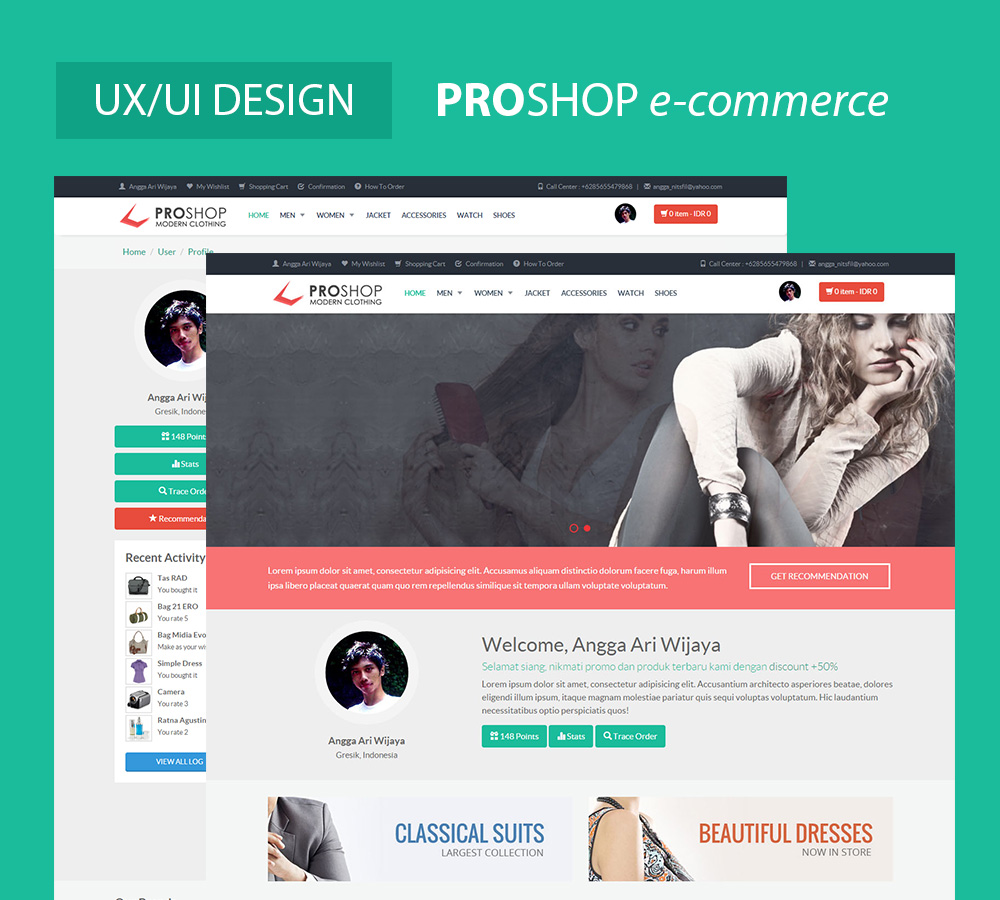 UX/UI DESIGN
PROSHOP e-commerce
Angga Ari Wijaya My Wishlist Shopping Cart Confirmation How To Order Call Center : +6285655479868 | angga_nitsfil@yahoo.com
PROSHOP
MODERN CLOTHING
HOME MEN WOMEN JACKET ACCESSORIES WATCH SHOES
0 item - IDR 0
Home / User / Profile
Angga Ari Wij
Gresik, Indone
148 Points
Stats
Trace Orde
Recommenda
Recent Activity
Tas RAD
You bought it
Bag 21 ERO
You rate 5
Bag Midia Evo
Make as your wi
Simple Dress
You bought it
Camera
You rate 3
Ratna Agustin
You rate 2
VIEW ALL LOG
Angga Ari Wijaya My Wishlist Shopping Cart Confirmation How To Order Call Center : +6285655479868 | angga_nitsfil@yahoo.com
PROSHOP
MODERN CLOTHING
HOME MEN WOMEN JACKET ACCESSORIES WATCH SHOES
0 item - IDR 0
Lorem ipsum dolor sit amet, consectetur adipisicing elit. Accusamus aliquam distinctio dolorum facere fuga, harum illum
ipsa libero placeat quaerat quam quo rem repellendus similique sit tempora ullam voluptate voluptatum.
GET RECOMMENDATION
Angga Ari Wijaya
Gresik, Indonesia
Welcome, Angga Ari Wijaya
Selamat siang, nikmati promo dan produk terbaru kami dengan discount +50%
Lorem ipsum dolor sit amet, consectetur adipisicing elit. Accusantium architecto asperiores beatae, dolores
eligendi illum ipsum, itaque magnam molestiae pariatur quis sequi voluptas voluptatum. Hic laudantium
necessitatibus optio perspiciatis quos!
148 Points Stats Trace Order
CLASSICAL SUITS
LARGEST COLLECTION
BEAUTIFUL DRESSES
NOW IN STORE